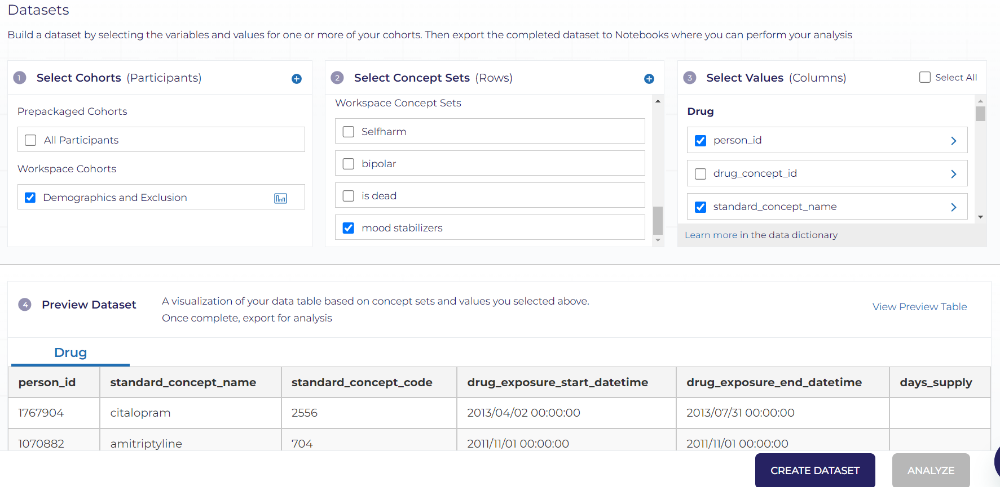 Datasets
Build a dataset by selecting the variables and values for one or more of your cohorts. Then export the completed dataset to Notebooks where you can perform your analysis
1 Select Cohorts (Participants)
Prepackaged Cohorts
All Participants
Workspace Cohorts
Demographics and Exclusion
2 Select Concept Sets (Rows)
Workspace Concept Sets
Selfharm
bipolar
is dead
mood stabilizers
3 Select Values (Columns) Select All
Drug
person_id
drug_concept_id
standard_concept_name
Learn more in the data dictionary
4 Preview Dataset
A visualization of your data table based on concept sets and values you selected above.
Once complete, export for analysis
View Preview Table
Drug
person_id standard_concept_name standard_concept_code drug_exposure_start_datetime drug_exposure_end_datetime days_supply
1767904 citalopram 2556 2013/04/02 00:00:00 2013/07/31 00:00:00
1070882 amitriptyline 704 2011/11/01 00:00:00 2011/11/01 00:00:00
CREATE DATASET ANALYZE